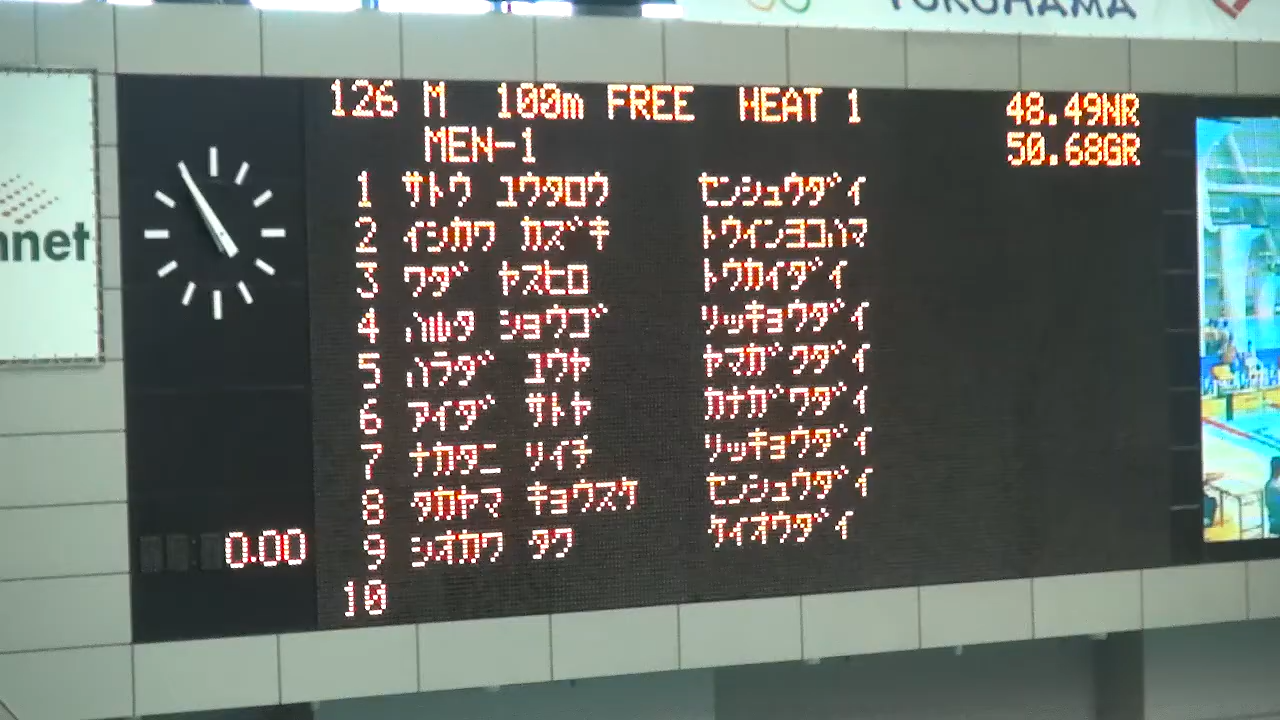 YOKOHAMA
nnet
126 M 100m FREE HEAT 1 48.49NR
MEN-1 50.68GR
1 サトウ ユウタロウ センシュウダイ
2 イシカワ カズキ トウインヨコハマ
3 ワダ ヤスヒロ トウカイダイ
4 ハルタ ショウゴ リッキョウダイ
5 ハラダ ユウヤ ヤマガクダイ
6 アイダ サトヤ カナガワダイ
7 ナカタニ リイチ リッキョウダイ
8 タカヤマ キョウスケ センシュウダイ
9 シオカワ タク ケイオウダイ
10
0.00